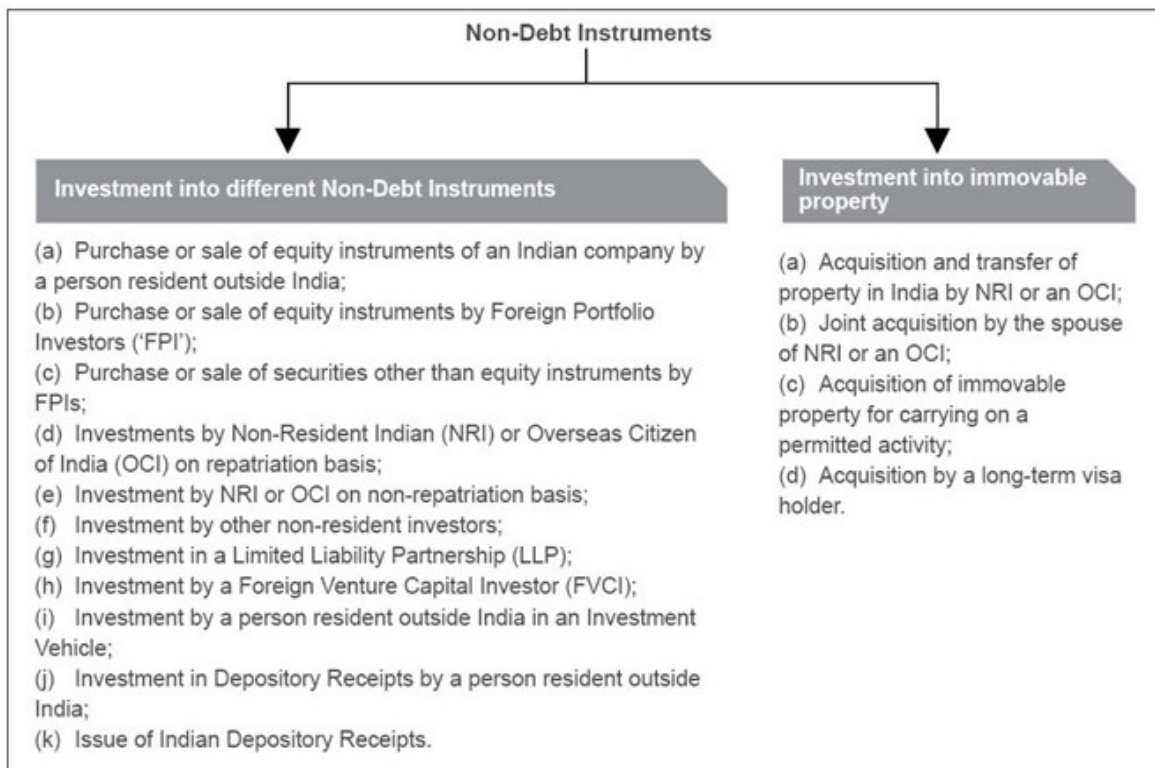 Non-Debt Instruments
Investment into different Non-Debt Instruments
(a) Purchase or sale of equity instruments of an Indian company by
a person resident outside India;
(b) Purchase or sale of equity instruments by Foreign Portfolio
Investors (‘FPI’);
(c) Purchase or sale of securities other than equity instruments by
FPIs;
(d) Investments by Non-Resident Indian (NRI) or Overseas Citizen
of India (OCI) on repatriation basis;
(e) Investment by NRI or OCI on non-repatriation basis;
(f) Investment by other non-resident investors;
(g) Investment in a Limited Liability Partnership (LLP);
(h) Investment by a Foreign Venture Capital Investor (FVCI);
(i) Investment by a person resident outside India in an Investment
Vehicle;
(j) Investment in Depository Receipts by a person resident outside
India;
(k) Issue of Indian Depository Receipts.
Investment into immovable
property
(a) Acquisition and transfer of
property in India by NRI or an OCI;
(b) Joint acquisition by the spouse
of NRI or an OCI;
(c) Acquisition of immovable
property for carrying on a
permitted activity;
(d) Acquisition by a long-term visa
holder.